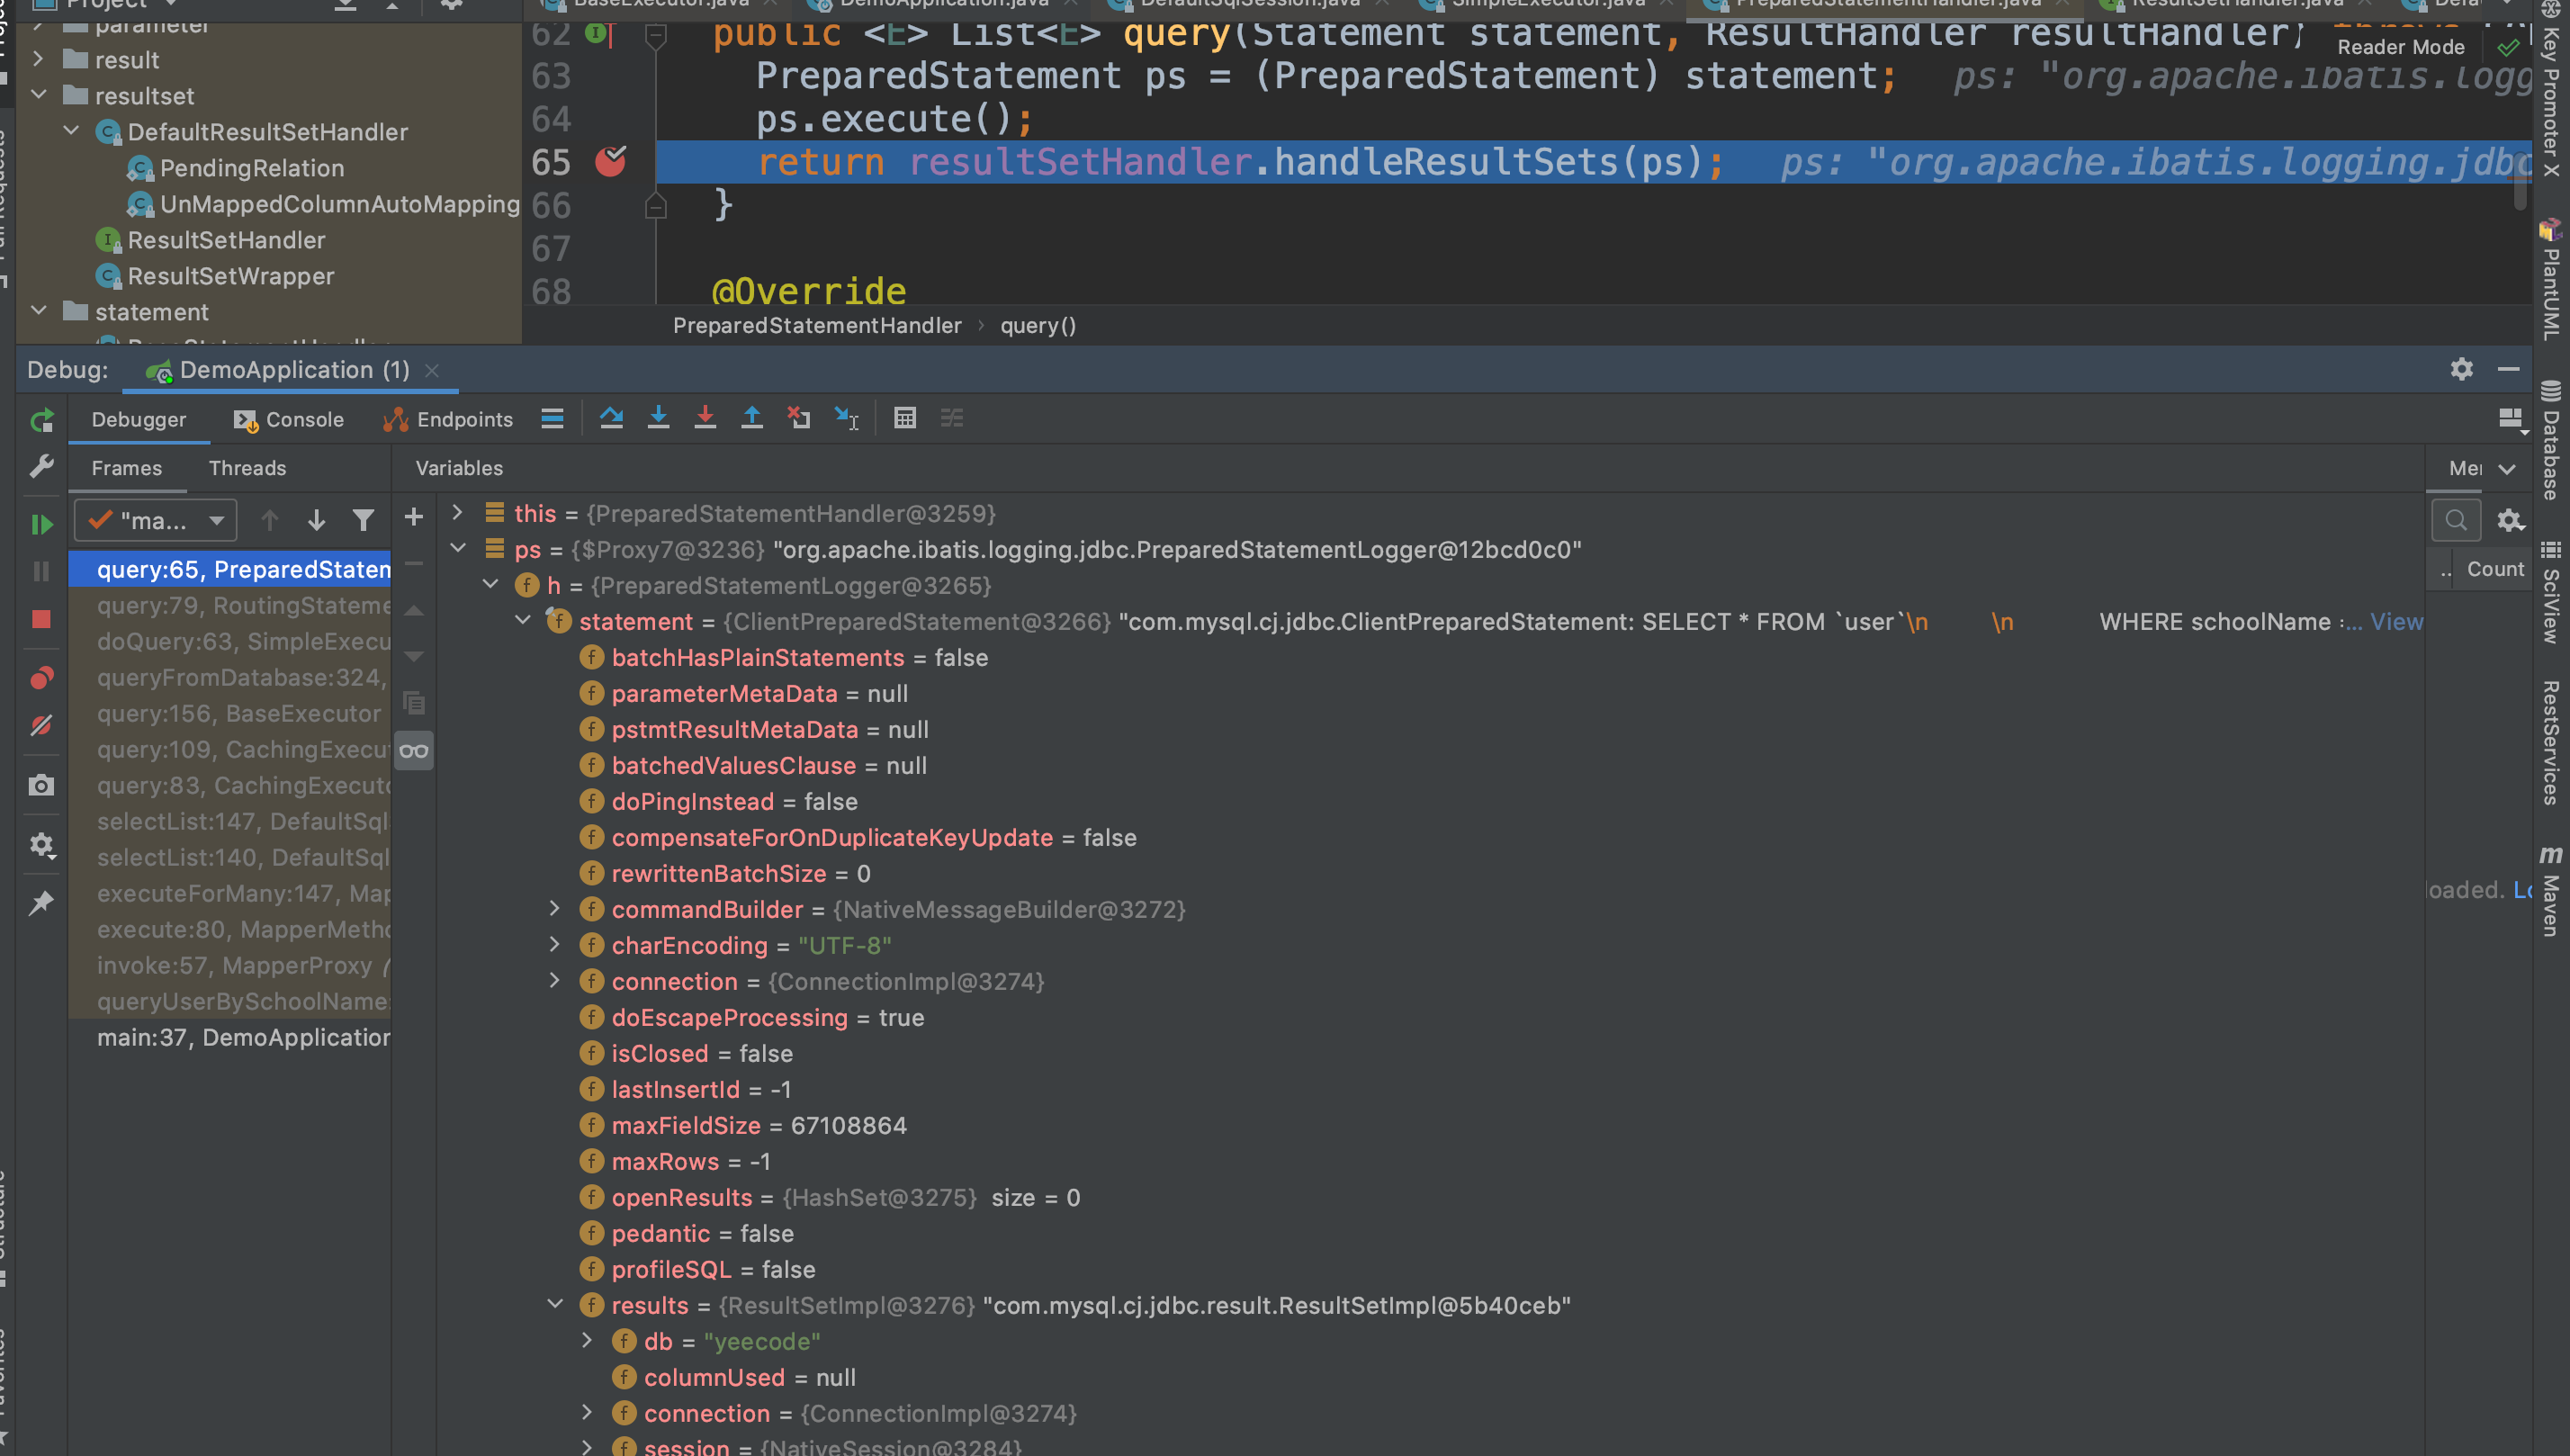 Project
parameter
result
resultset
DefaultResultSetHandler
PendingRelation
UnMappedColumnAutoMapping
ResultSetHandler
ResultSetWrapper
statement
BaseExecutor.java
DemoApplication.java
DefaultSqlSession.java
SimpleExecutor.java
PreparedStatementHandler.java
ResultSetHandler.java
62 public <E> List<E> query(Statement statement, ResultHandler resultHandler)
Reader Mode
63 PreparedStatement ps = (PreparedStatement) statement; ps: "org.apache.ibatis.logg
64 ps.execute();
65 return resultSetHandler.handleResultSets(ps); ps: "org.apache.ibatis.logging.jdbc
66 }
67
68 @Override
PreparedStatementHandler › query()
Debug: DemoApplication (1)
Debugger Console Endpoints
Frames Threads Variables
"ma...
query:65, PreparedStatem
query:79, RoutingStateme
doQuery:63, SimpleExecu
queryFromDatabase:324,
query:156, BaseExecutor
query:109, CachingExecut
query:83, CachingExecuto
selectList:147, DefaultSql
selectList:140, DefaultSql
executeForMany:147, Map
execute:80, MapperMetho
invoke:57, MapperProxy
queryUserBySchoolName
main:37, DemoApplication
this = {PreparedStatementHandler@3259}
ps = {$Proxy7@3236} "org.apache.ibatis.logging.jdbc.PreparedStatementLogger@12bcd0c0"
h = {PreparedStatementLogger@3265}
statement = {ClientPreparedStatement@3266} "com.mysql.cj.jdbc.ClientPreparedStatement: SELECT * FROM `user`\n \n WHERE schoolName :... View
batchHasPlainStatements = false
parameterMetaData = null
pstmtResultMetaData = null
batchedValuesClause = null
doPingInstead = false
compensateForOnDuplicateKeyUpdate = false
rewrittenBatchSize = 0
commandBuilder = {NativeMessageBuilder@3272}
charEncoding = "UTF-8"
connection = {ConnectionImpl@3274}
doEscapeProcessing = true
isClosed = false
lastInsertId = -1
maxFieldSize = 67108864
maxRows = -1
openResults = {HashSet@3275} size = 0
pedantic = false
profileSQL = false
results = {ResultSetImpl@3276} "com.mysql.cj.jdbc.result.ResultSetImpl@5b40ceb"
db = "yeecode"
columnUsed = null
connection = {ConnectionImpl@3274}
session = {NativeSession@3284}
Count
loaded.
Key Promoter X
PlantUML
Database
SciView
RestServices
Maven